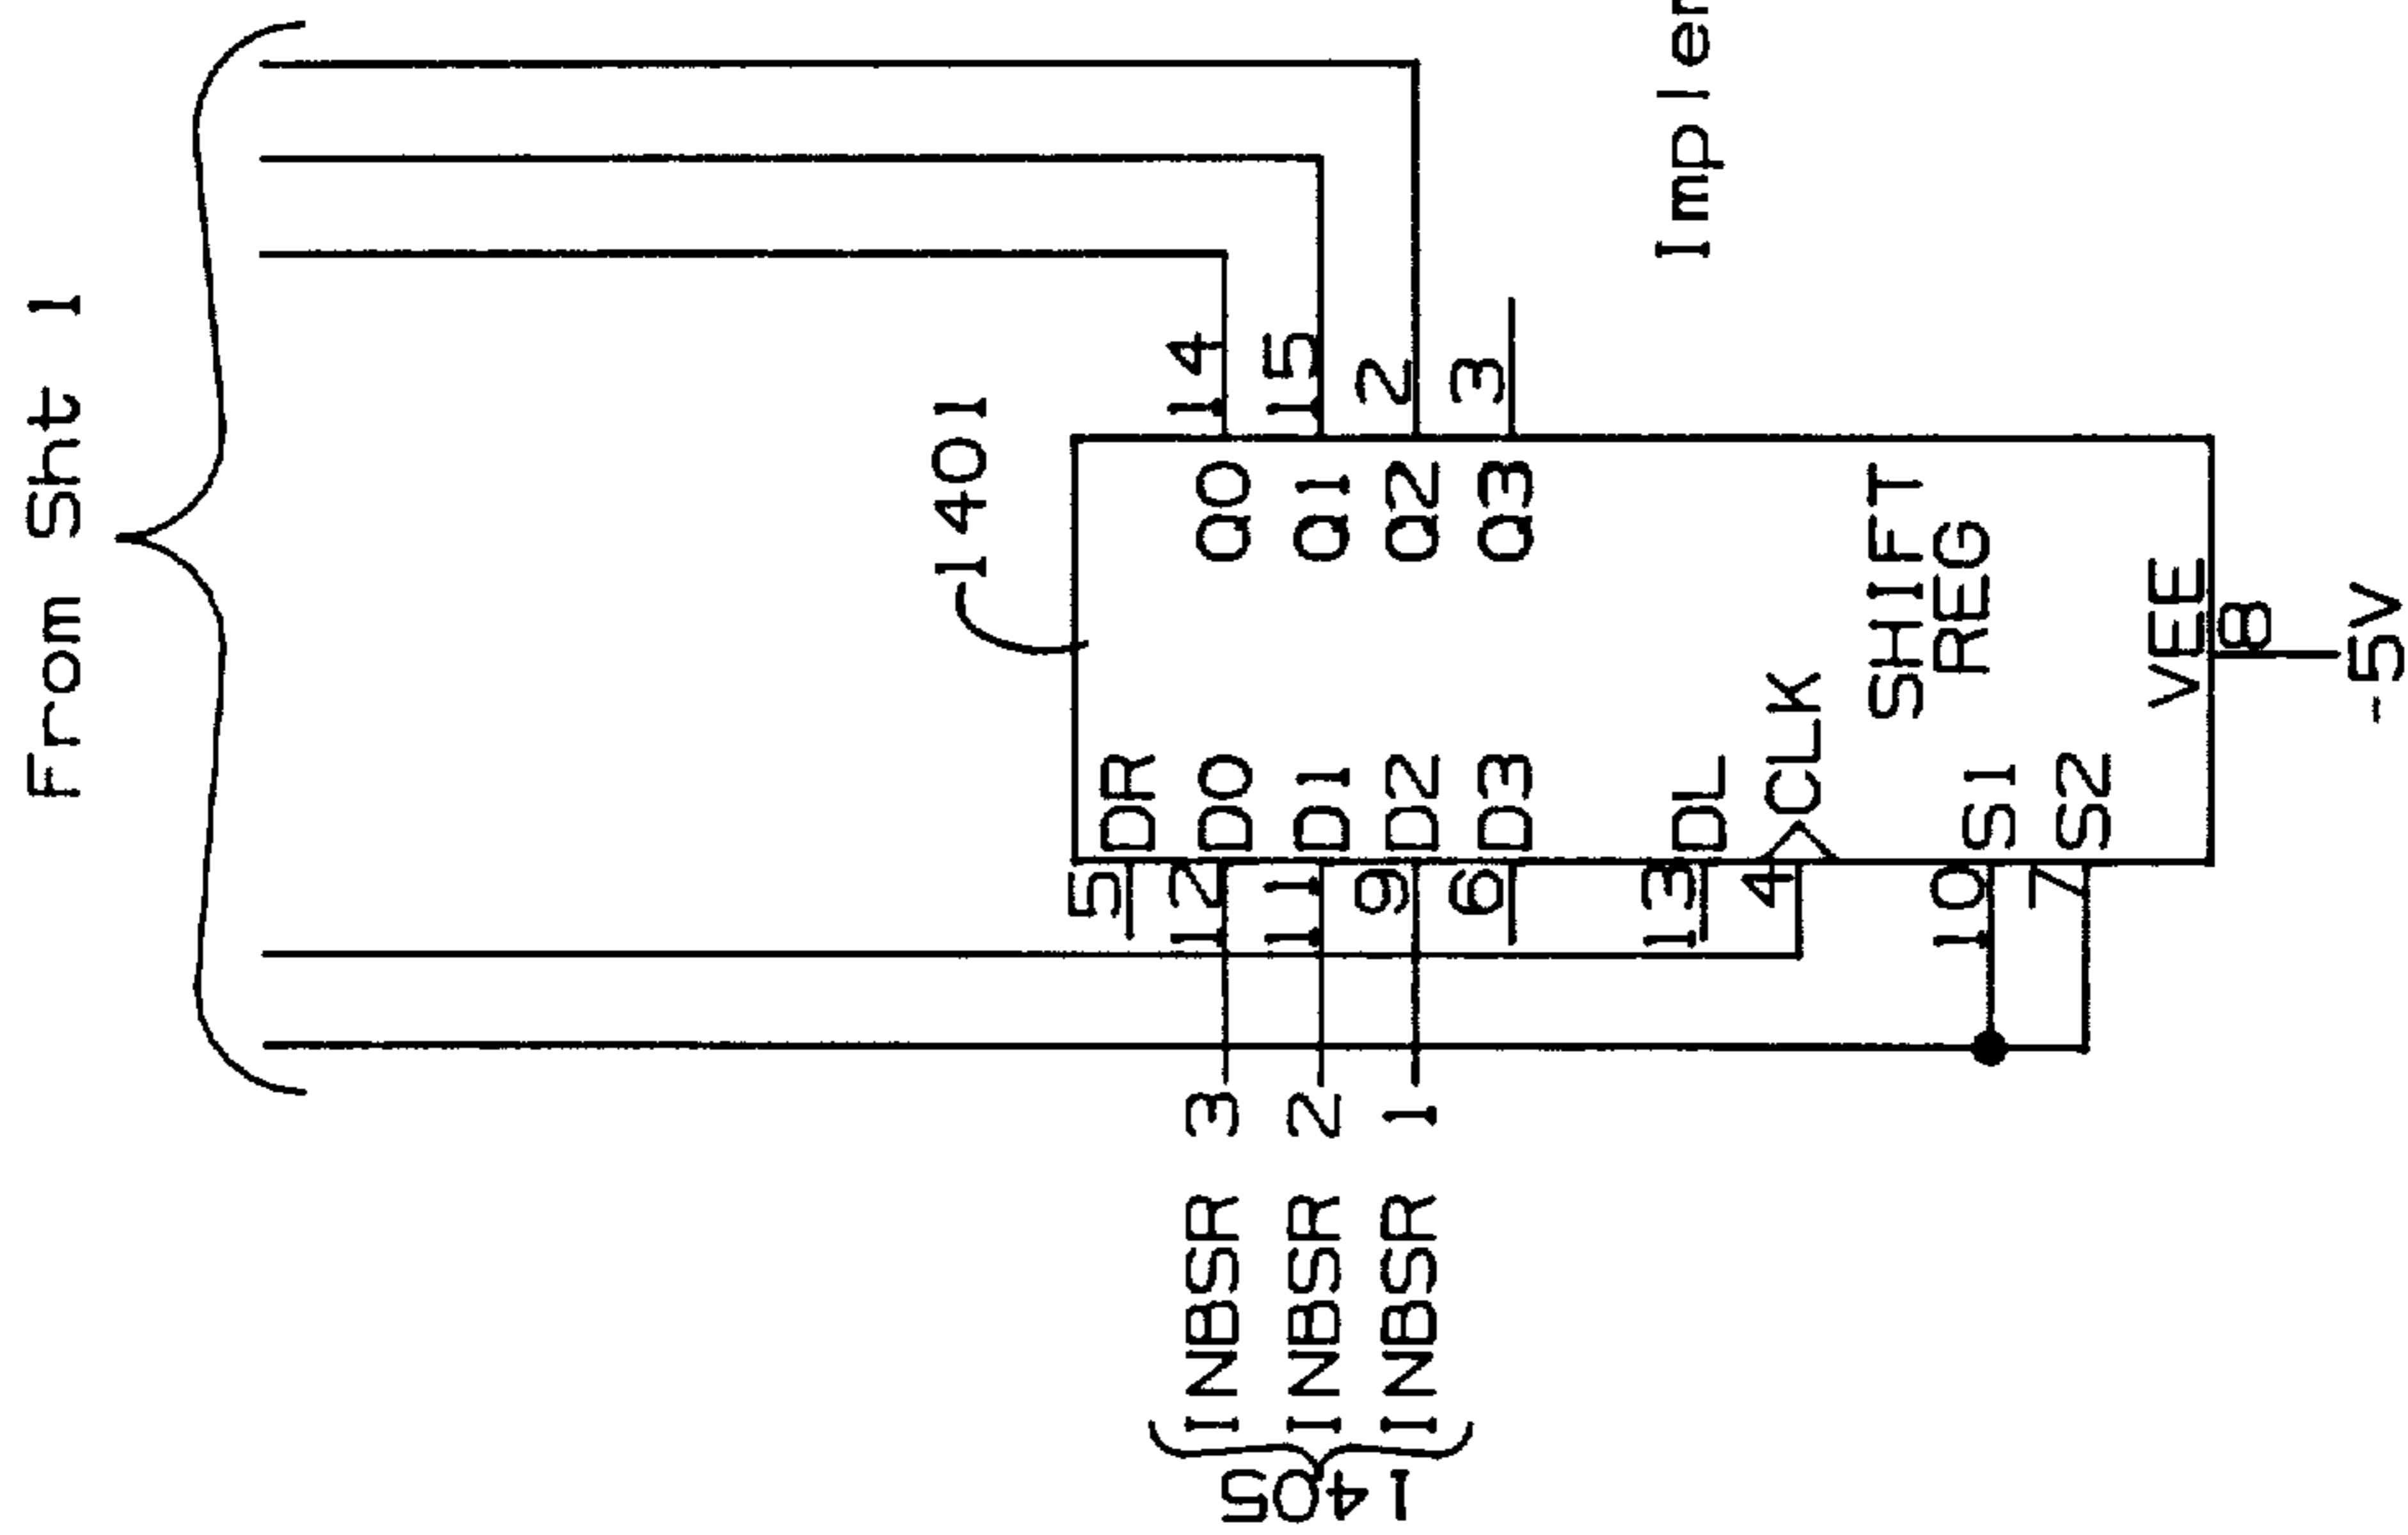 From Sht 1
1401
5 DR
12 D0 Q0 14
11 D1 Q1 15
9 D2 Q2 2
6 D3 Q3 3
13 DL
4 CLK
SHIFT
REG
10 S1
7 S2
VEE
8
-5V
INBSR 3
INBSR 2
INBSR 1
1405